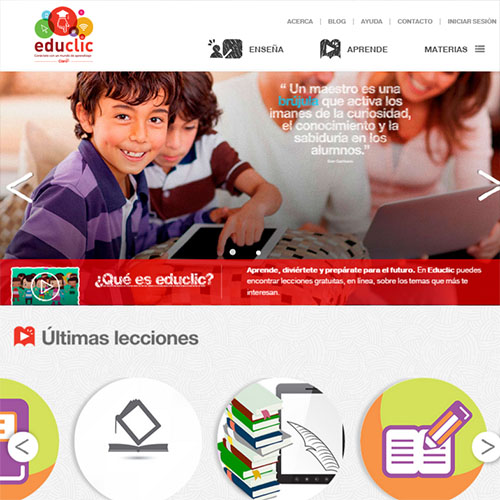 ACERCA | BLOG | AYUDA | CONTACTO | INICIAR SESIÓN
educlic
Conéctate con un mundo de aprendizaje
ENSEÑA
APRENDE
MATERIAS
“ Un maestro es una
brújula que activa los
imanes de la curiosidad,
el conocimiento y la
sabiduría en los
alumnos.”
¿Qué es educlic?
Aprende, diviértete y prepárate para el futuro. En Educlic puedes
encontrar lecciones gratuitas, en línea, sobre los temas que más te
interesan.
Últimas lecciones